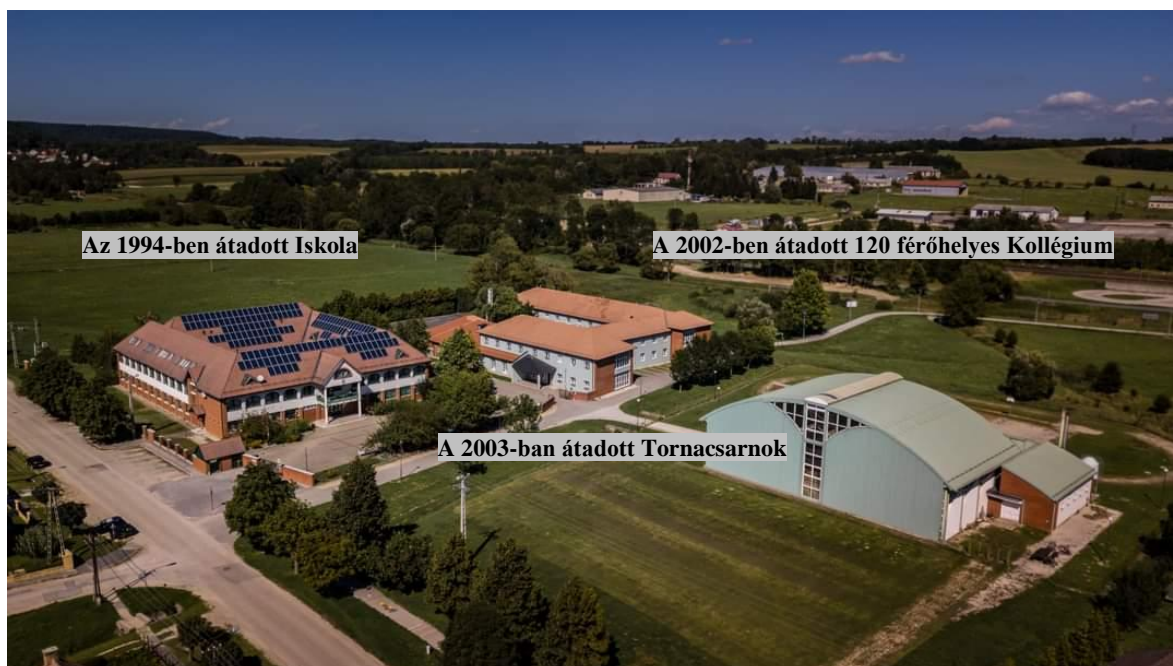 Az 1994-ben átadott Iskola
A 2002-ben átadott 120 férőhelyes Kollégium
A 2003-ban átadott Tornacsarnok